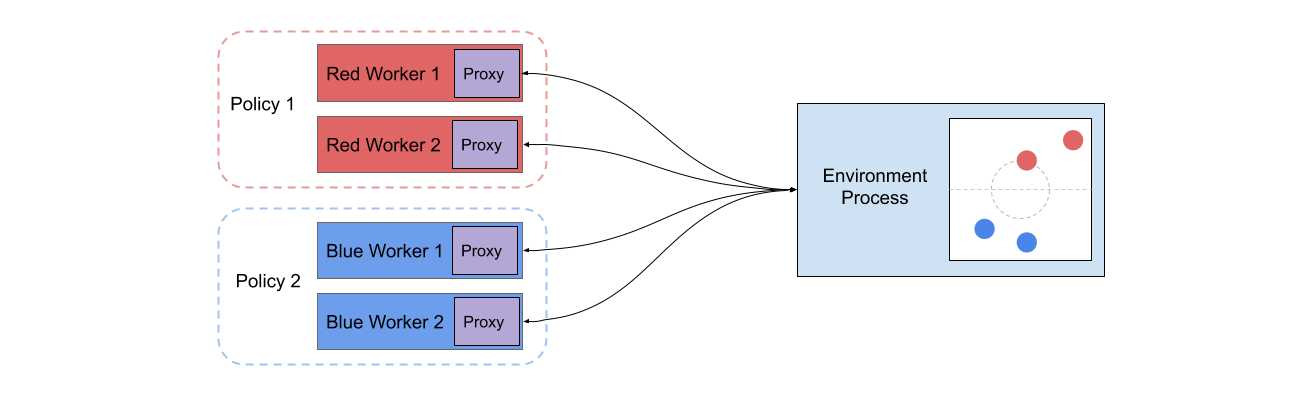 Policy 1
Red Worker 1
Proxy
Red Worker 2
Proxy
Policy 2
Blue Worker 1
Proxy
Blue Worker 2
Proxy
Environment
Process